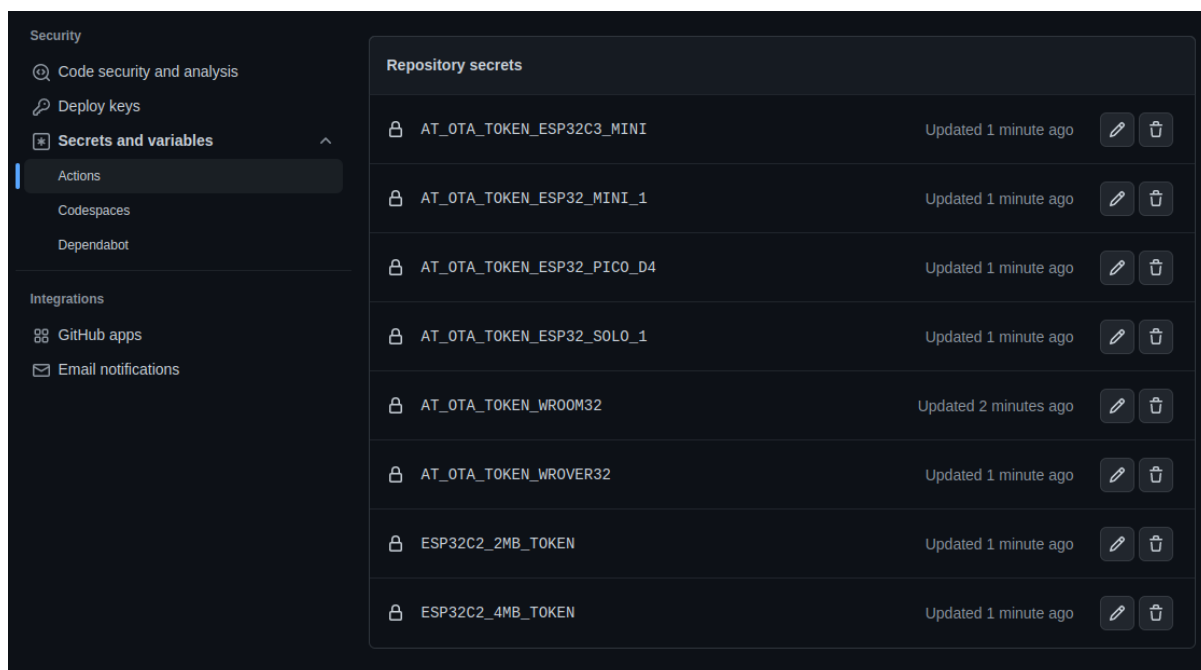 Security
Code security and analysis
Deploy keys
Secrets and variables
Actions
Codespaces
Dependabot
Integrations
GitHub apps
Email notifications
Repository secrets
AT_OTA_TOKEN_ESP32C3_MINI Updated 1 minute ago
AT_OTA_TOKEN_ESP32_MINI_1 Updated 1 minute ago
AT_OTA_TOKEN_ESP32_PICO_D4 Updated 1 minute ago
AT_OTA_TOKEN_ESP32_SOLO_1 Updated 1 minute ago
AT_OTA_TOKEN_WROOM32 Updated 2 minutes ago
AT_OTA_TOKEN_WROVER32 Updated 1 minute ago
ESP32C2_2MB_TOKEN Updated 1 minute ago
ESP32C2_4MB_TOKEN Updated 1 minute ago